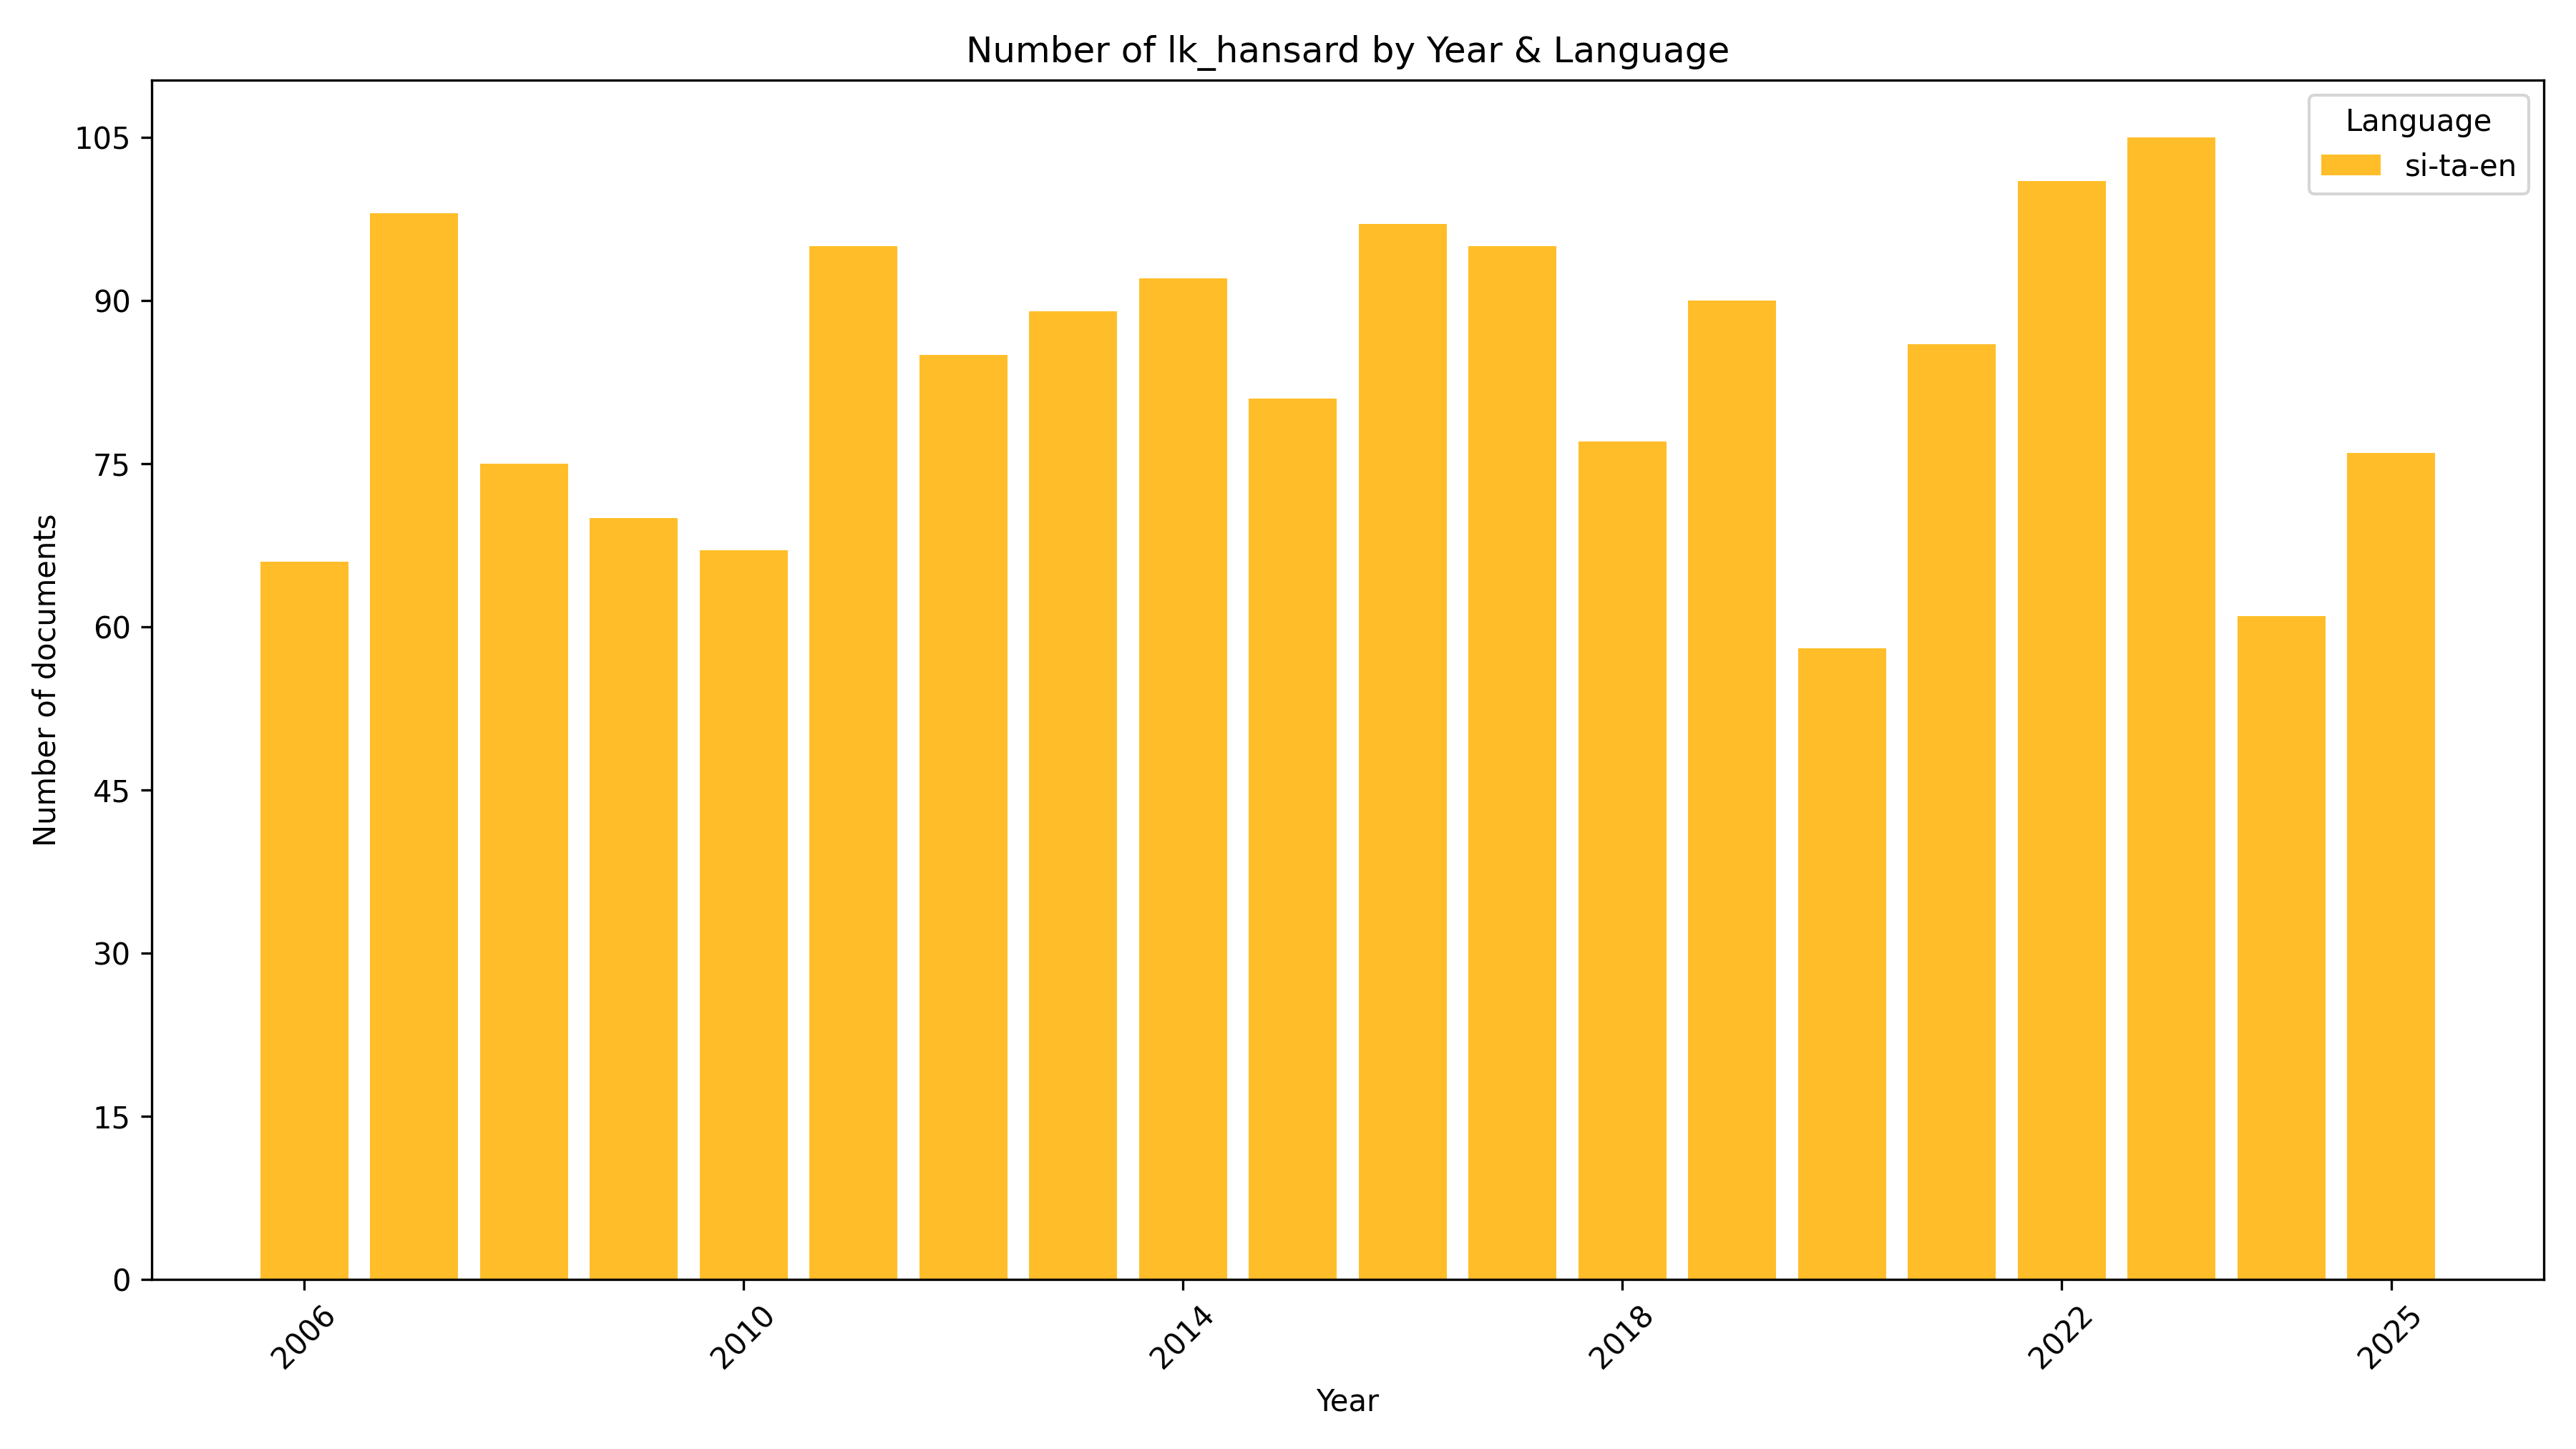 Number of lk_hansard by Year & Language
Language
si-ta-en
105
90
75
60
45
30
15
0
Number of documents
2006
2010
2014
2018
2022
2025
Year